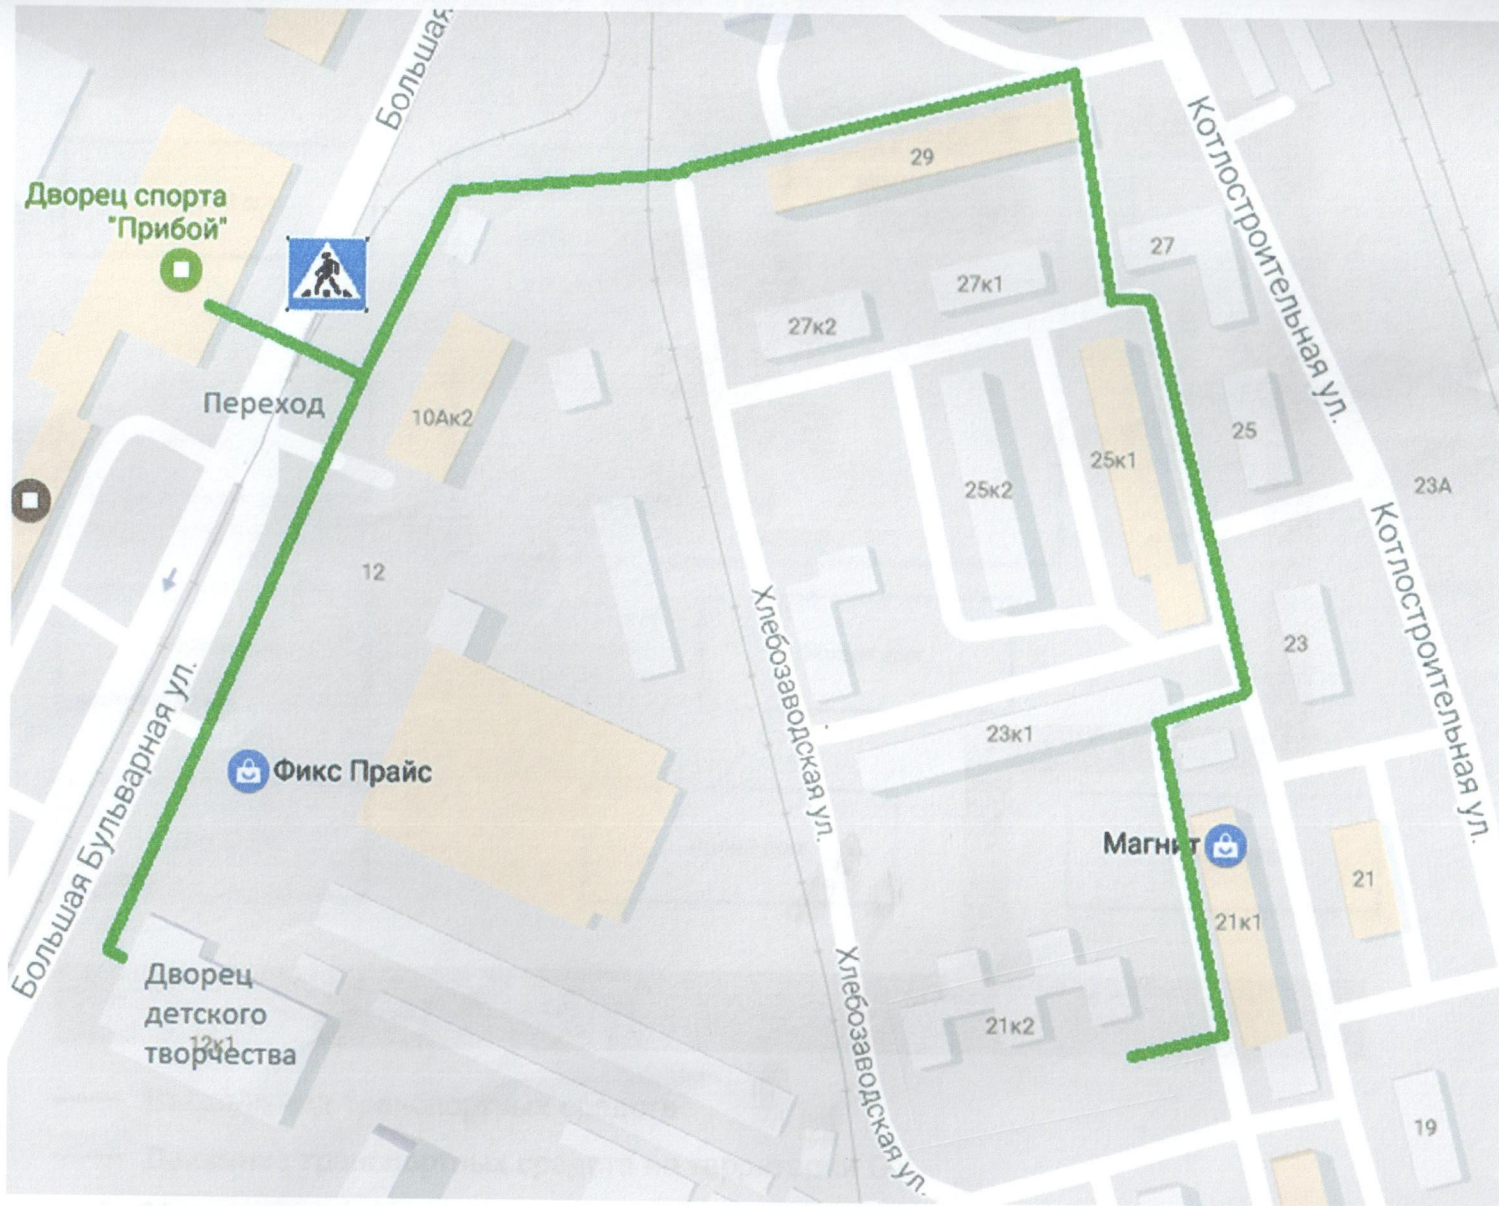 Большая
Котлостроительная ул.
29
Дворец спорта
"Прибой"
27
27к1
27к2
Переход
10Ак2
25
25к1
25к2
23А
12
Котлостроительная ул.
Хлебозаводская ул.
23
23к1
Большая Бульварная ул.
Фикс Прайс
Магнит
21
21к1
Дворец
детского
творчества
12к1
21к2
Хлебозаводская ул.
19